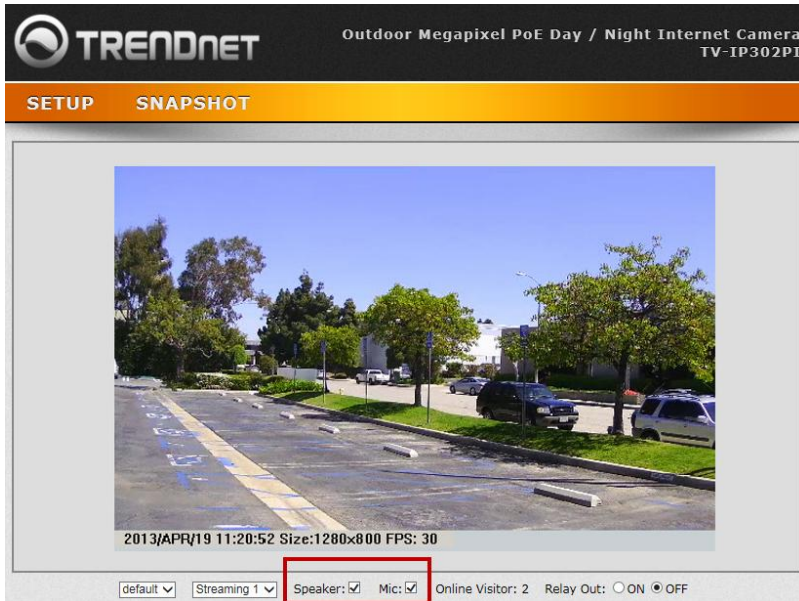 TRENDNET
Outdoor Megapixel PoE Day / Night Internet Camera
TV-IP302PI
SETUP SNAPSHOT
2013/APR/19 11:20:52 Size:1280x800 FPS: 30
default Streaming 1 Speaker: Mic: Online Visitor: 2 Relay Out: ON OFF